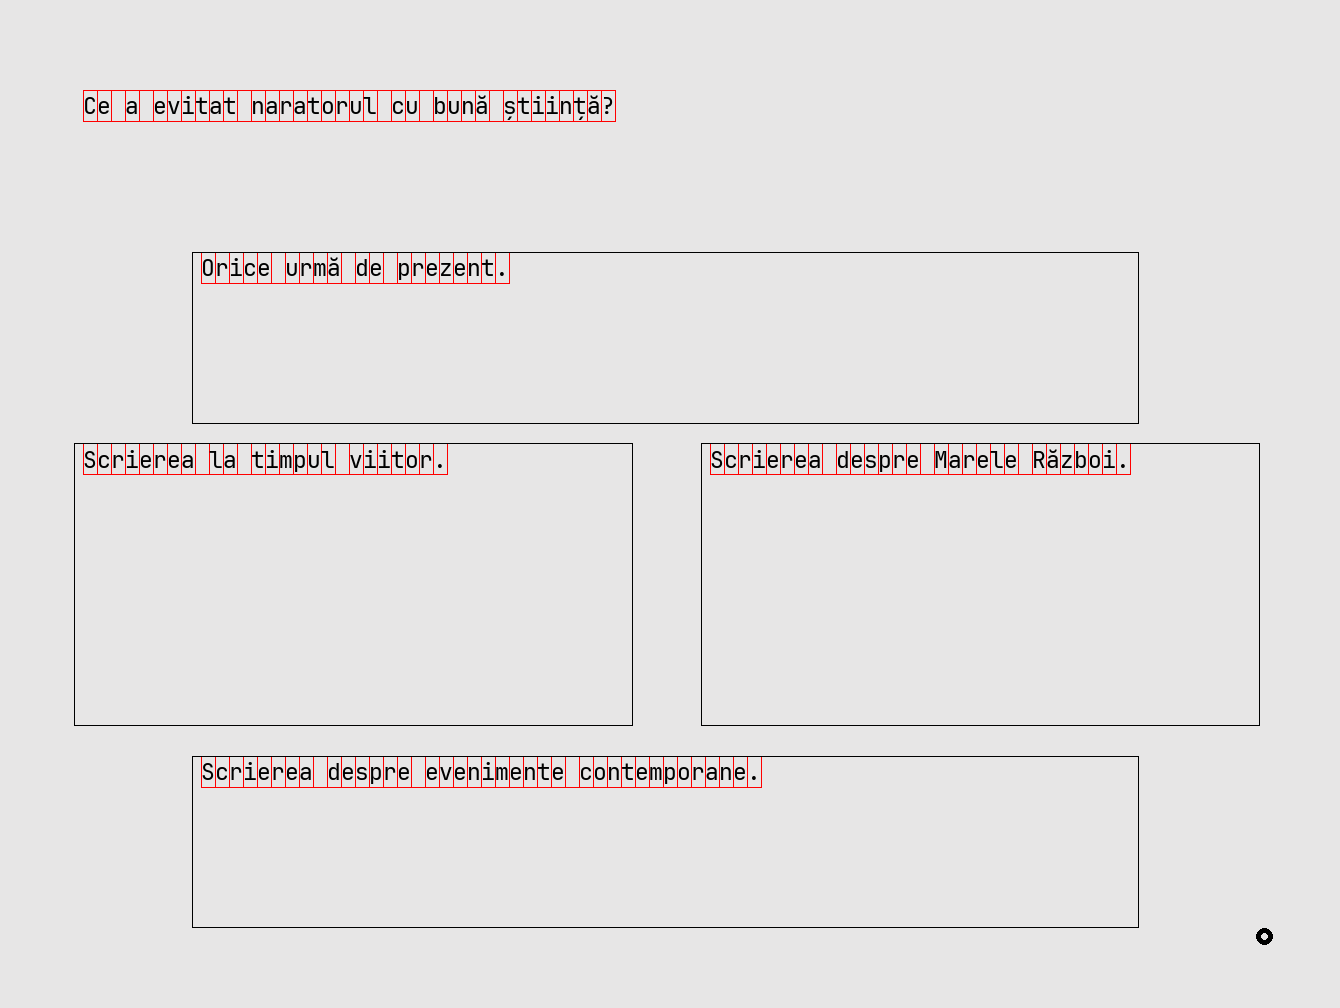 Ce a evitat naratorul cu bună știință?
Orice urmă de prezent.
Scrierea la timpul viitor.
Scrierea despre Marele Război.
Scrierea despre evenimente contemporane.